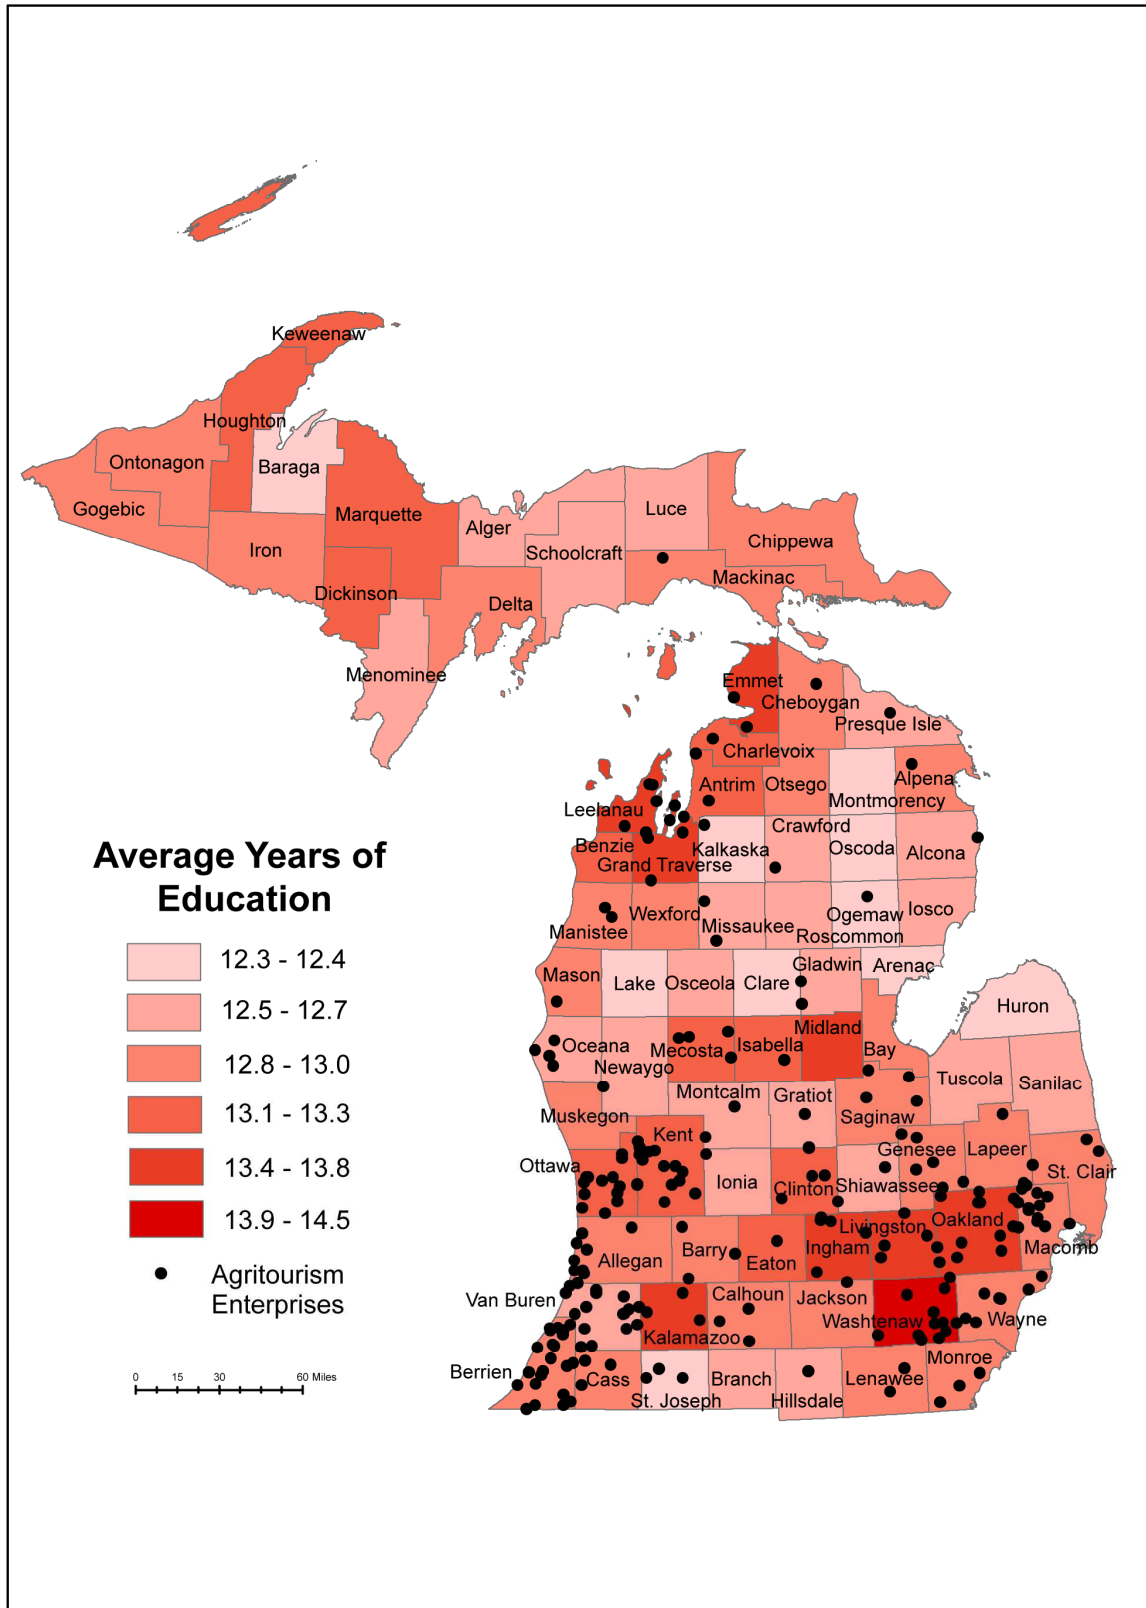 Keweenaw
Houghton
Baraga
Ontonagon
Gogebic
Marquette
Iron
Alger
Luce
Schoolcraft
Chippewa
Mackinac
Dickinson
Delta
Menominee
Emmet
Cheboygan
Presque Isle
Charlevoix
Antrim
Otsego
Alpena
Montmorency
Leelanau
Crawford
Benzie
Kalkaska
Oscoda
Alcona
Grand Traverse
Wexford
Ogemaw
Iosco
Manistee
Missaukee
Roscommon
Mason
Lake
Osceola
Clare
Gladwin
Arenac
Huron
Midland
Oceana
Mecosta
Isabella
Bay
Newaygo
Tuscola
Sanilac
Montcalm
Gratiot
Muskegon
Saginaw
Kent
Genesee
Lapeer
Ottawa
St. Clair
Ionia
Clinton
Shiawassee
Livingston
Oakland
Allegan
Barry
Eaton
Ingham
Macomb
Van Buren
Calhoun
Jackson
Washtenaw
Wayne
Kalamazoo
Berrien
Cass
Branch
Lenawee
Monroe
St. Joseph
Hillsdale
Average Years of
Education
12.3 - 12.4
12.5 - 12.7
12.8 - 13.0
13.1 - 13.3
13.4 - 13.8
13.9 - 14.5
Agritourism
Enterprises
0 15 30 60 Miles